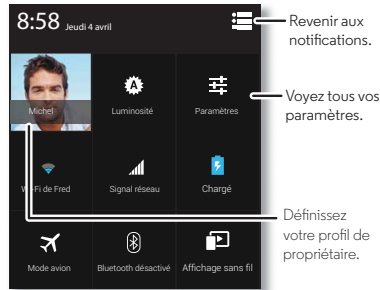 8:58 Jeudi 4 avril
Revenir aux
notifications.
Michel
Luminosité
Paramètres
Voyez tous vos
paramètres.
Wi-Fi de Fred
Signal réseau
Chargé
Définissez
votre profil de
propriétaire.
Mode avion
Bluetooth désactivé
Affichage sans fil